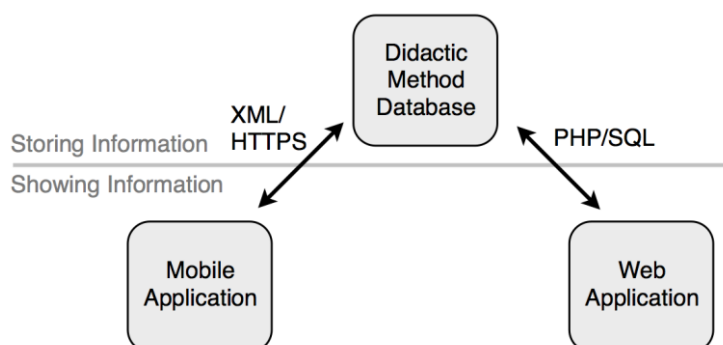 Didactic
Method
Database
XML/
HTTPS
PHP/SQL
Storing Information
Showing Information
Mobile
Application
Web
Application